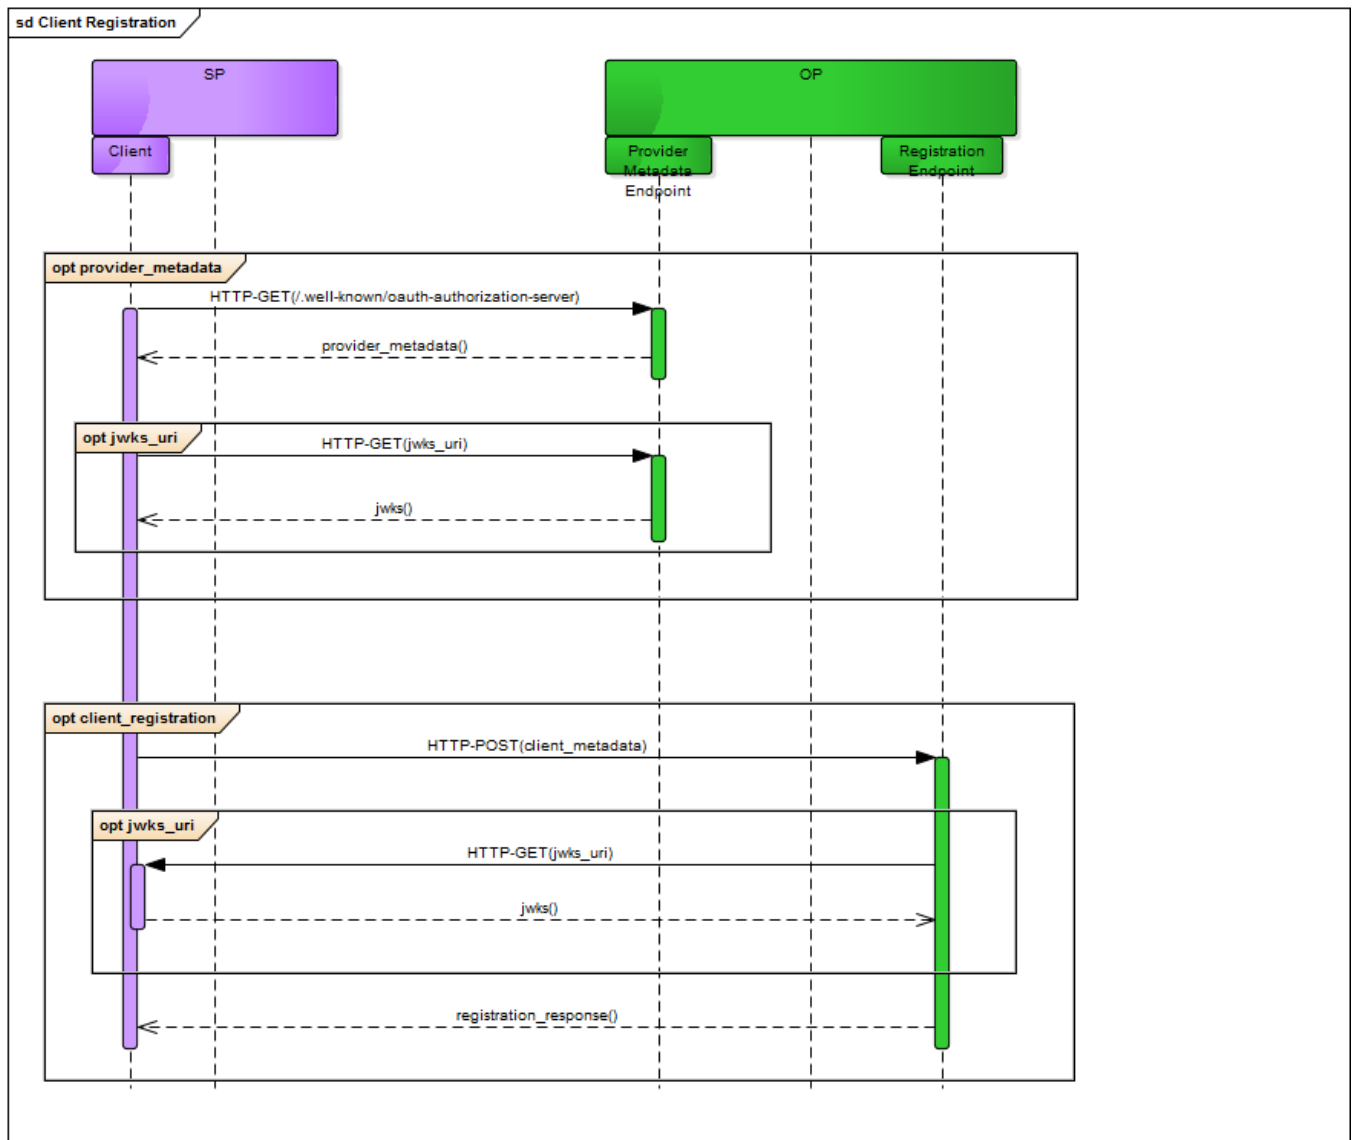 sd Client Registration
SP
OP
Client
Provider
Metadata
Endpoint
Registration
Endpoint
opt provider_metadata
HTTP-GET(/.well-known/oauth-authorization-server)
provider_metadata()
opt jwks_uri
HTTP-GET(jwks_uri)
jwks()
opt client_registration
HTTP-POST(client_metadata)
opt jwks_uri
HTTP-GET(jwks_uri)
jwks()
registration_response()